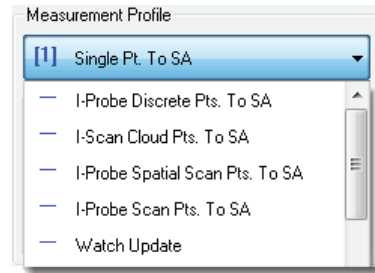 Measurement Profile
[1] Single Pt. To SA
I-Probe Discrete Pts. To SA
I-Scan Cloud Pts. To SA
I-Probe Spatial Scan Pts. To SA
I-Probe Scan Pts. To SA
Watch Update